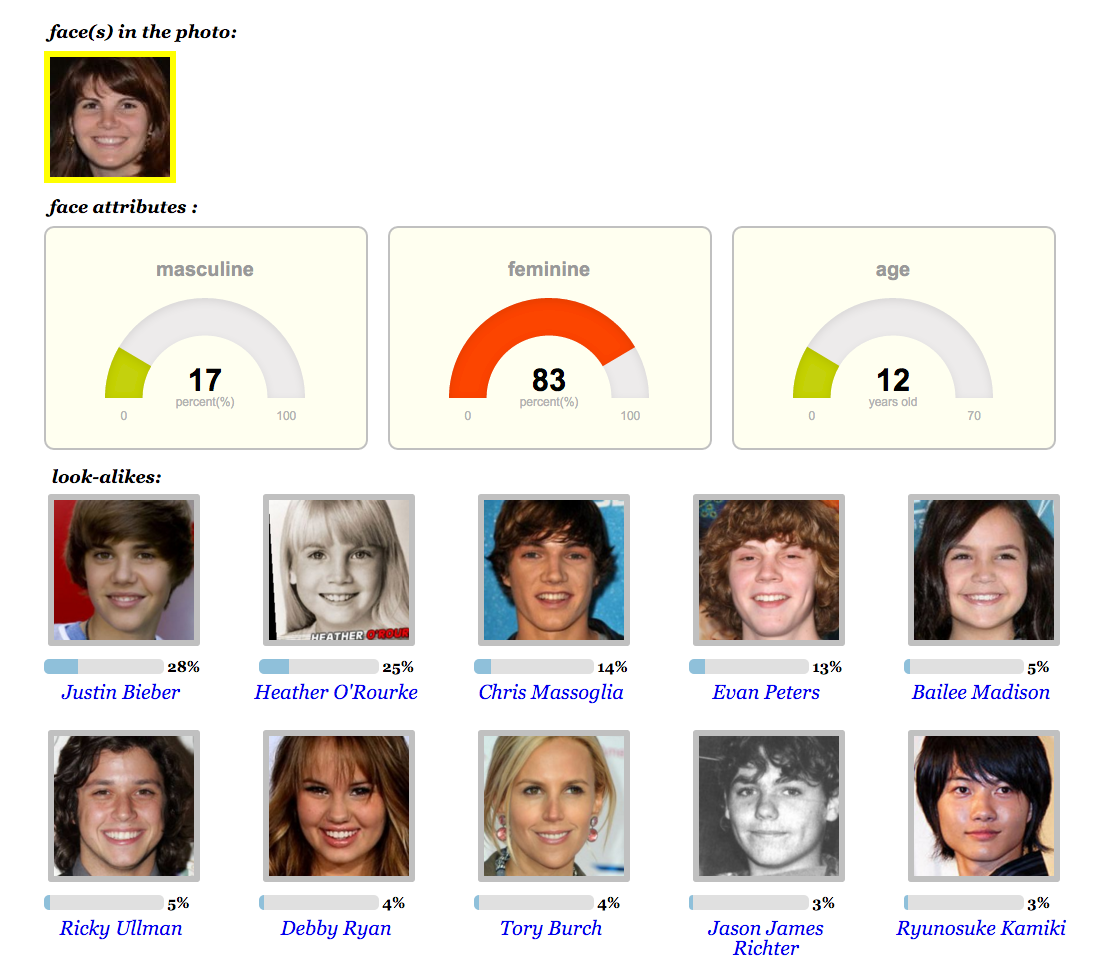 face(s) in the photo:
face attributes :
masculine
feminine
age
17
83
12
percent(%)
percent(%)
years old
0
100
0
100
0
70
look-alikes:
HEATHER O'ROUR
28%
25%
14%
13%
5%
Justin Bieber
Heather O'Rourke
Chris Massoglia
Evan Peters
Bailee Madison
5%
4%
4%
3%
3%
Ricky Ullman
Debby Ryan
Tory Burch
Jason James
Richter
Ryunosuke Kamiki